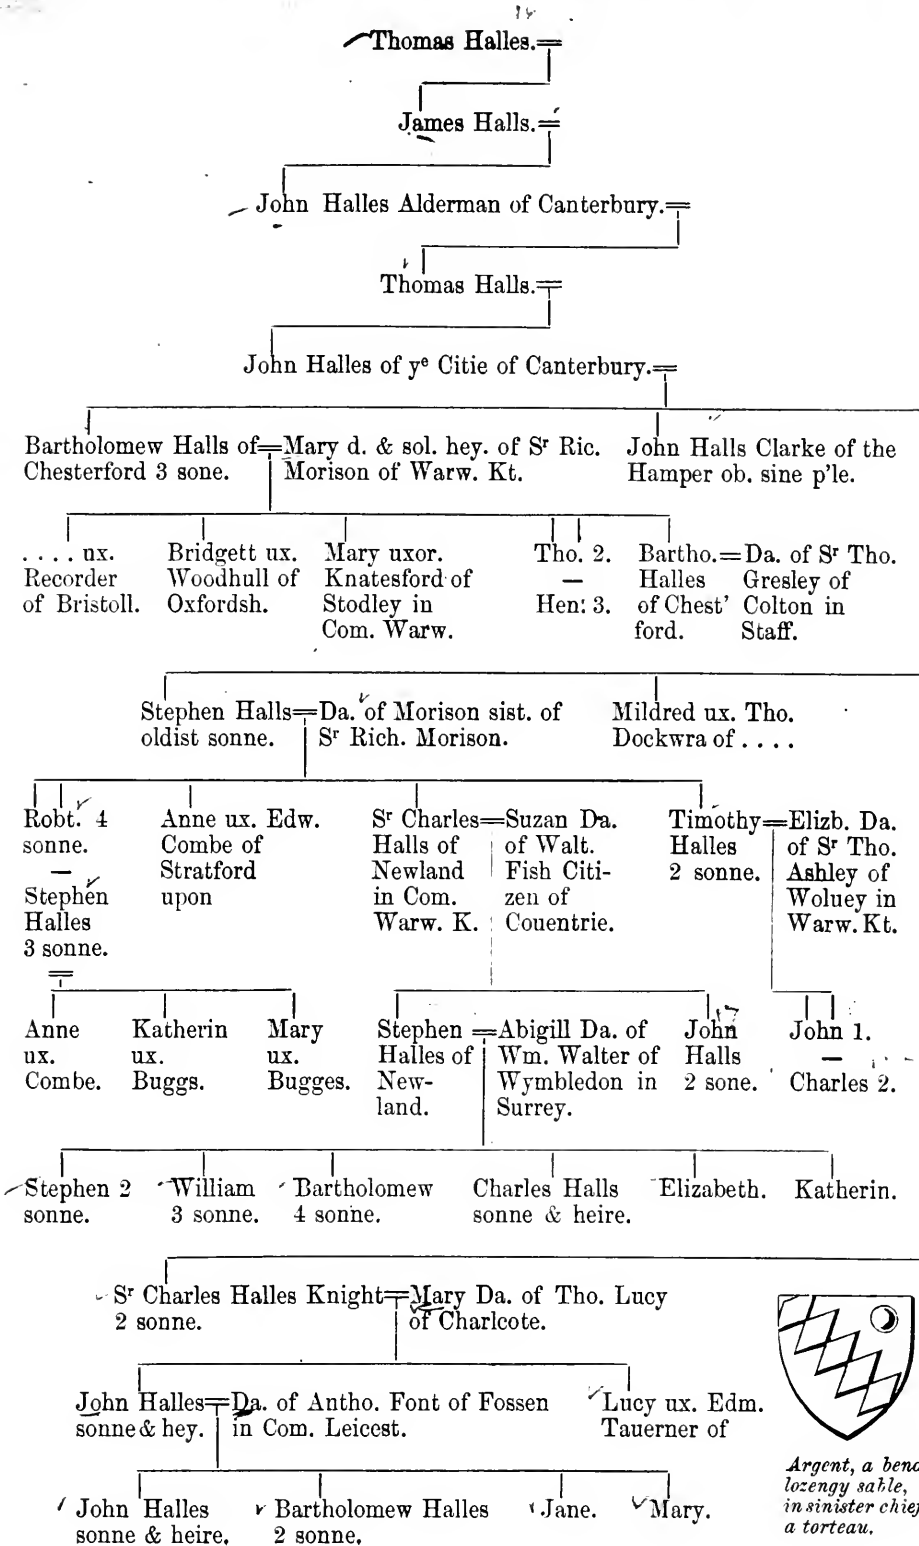 Thomas Halles.=
James Halls.=
John Halles Alderman of Canterbury.=
Thomas Halls.=
John Halles of yᵉ Citie of Canterbury.=
Bartholomew Halls of=Mary d. & sol. hey. of Sʳ Ric. John Halls Clarke of the
Chesterford 3 sone. Morison of Warw. Kt. Hamper ob. sine p'le.
. . . . ux. Bridgett ux. Mary uxor. Tho. 2. Bartho.=Da. of Sʳ Tho.
Recorder Woodhull of Knatesford of — Halles Gresley of
of Bristoll. Oxfordsh. Stodley in Hen: 3. of Chest' Colton in
Com. Warw. ford. Staff.
Stephen Halls=Da. of Morison sist. of Mildred ux. Tho.
oldist sonne. Sʳ Rich. Morison. Dockwra of . . . .
Robt. 4 Anne ux. Edw. Sʳ Charles=Suzan Da. Timothy=Elizb. Da.
sonne. Combe of Halls of of Walt. Halles of Sʳ Tho.
— Stratford Newland Fish Citi- 2 sonne. Ashley of
Stephen upon in Com. zen of Woluey in
Halles Warw. K. Couentrie. Warw. Kt.
3 sonne.
=
Anne Katherin Mary Stephen =Abigill Da. of John John 1.
ux. ux. ux. Halles of Wm. Walter of Halls —
Combe. Buggs. Bugges. New- Wymbledon in 2 sone. Charles 2.
land. Surrey.
Stephen 2 William Bartholomew Charles Halls Elizabeth. Katherin.
sonne. 3 sonne. 4 sonne. sonne & heire.
Sʳ Charles Halles Knight=Mary Da. of Tho. Lucy
2 sonne. of Charlcote.
John Halles=Da. of Antho. Font of Fossen Lucy ux. Edm.
sonne & hey. in Com. Leicest. Tauerner of
John Halles Bartholomew Halles Jane. Mary.
sonne & heire. 2 sonne.
Argent, a bend
lozengy sable,
in sinister chief
a torteau.